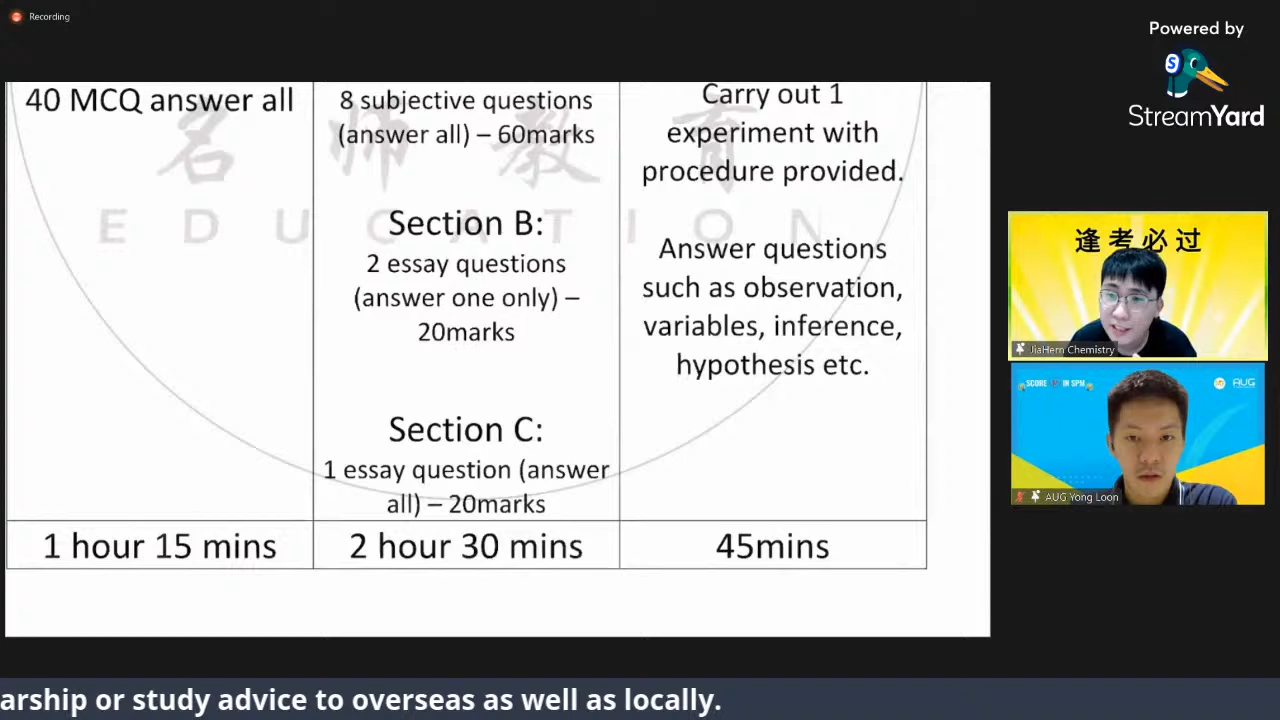 Recording
Powered by
S
StreamYard
40 MCQ answer all
8 subjective questions
(answer all) – 60marks
Section B:
2 essay questions
(answer one only) –
20marks
Section C:
1 essay question (answer
all) – 20marks
Carry out 1
experiment with
procedure provided.
Answer questions
such as observation,
variables, inference,
hypothesis etc.
1 hour 15 mins
2 hour 30 mins
45mins
名师教育
EDUCATION
逢考必过
JiaHern Chemistry
SCORE IN SPM
AUG
AUG Yong Loon
arship or study advice to overseas as well as locally.